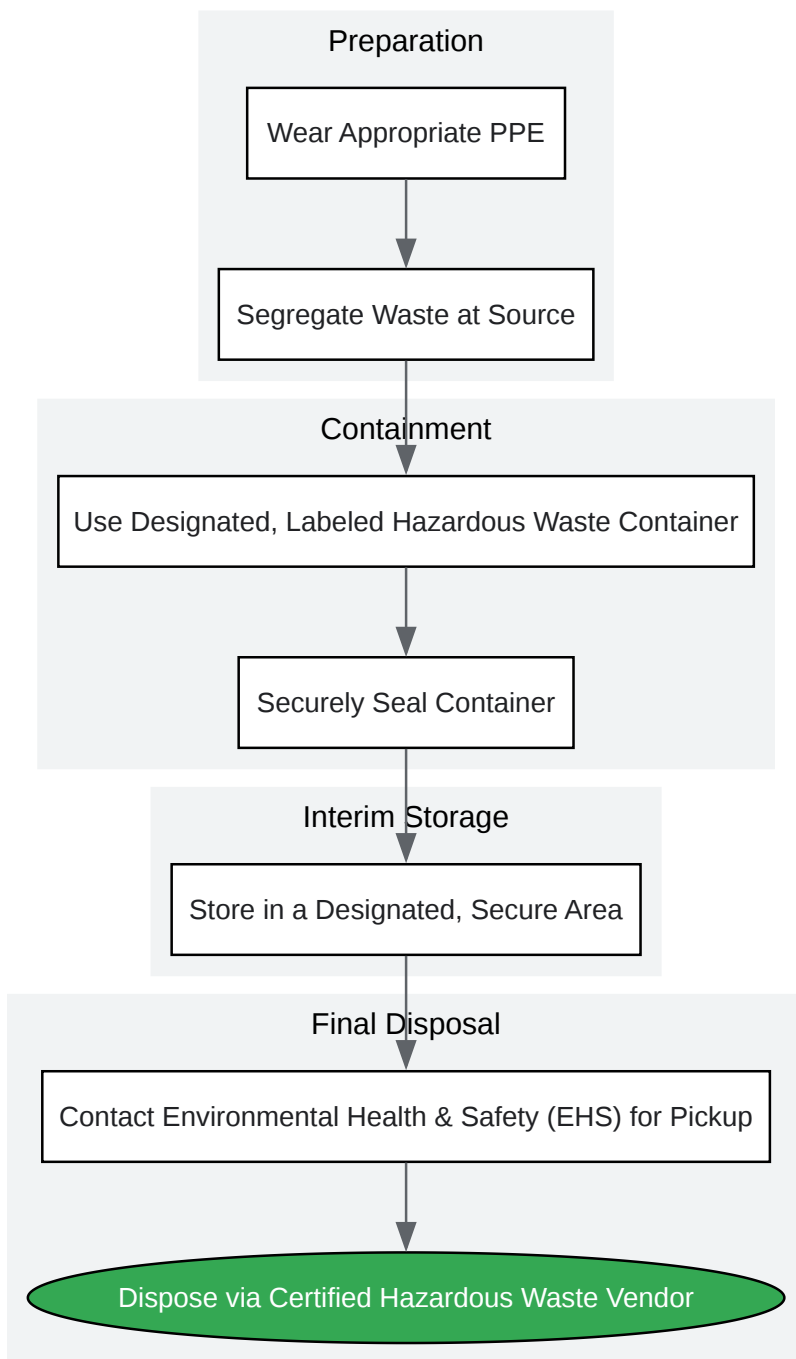 Preparation
Wear Appropriate PPE
Segregate Waste at Source
Containment
Use Designated, Labeled Hazardous Waste Container
Securely Seal Container
Interim Storage
Store in a Designated, Secure Area
Final Disposal
Contact Environmental Health & Safety (EHS) for Pickup
Dispose via Certified Hazardous Waste Vendor